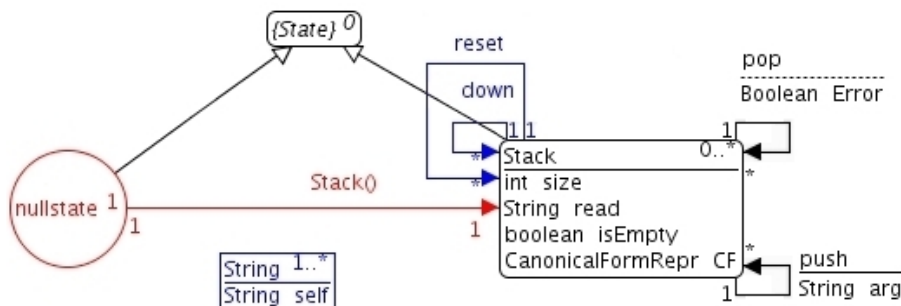 {State} 0
reset
down
pop
Boolean Error
1 1
1
* Stack 0..*
* int size *
Stack()
nullstate 1
String read
1
1
boolean isEmpty
CanonicalFormRepr CF *
push
String arg
1
String 1..*
String self